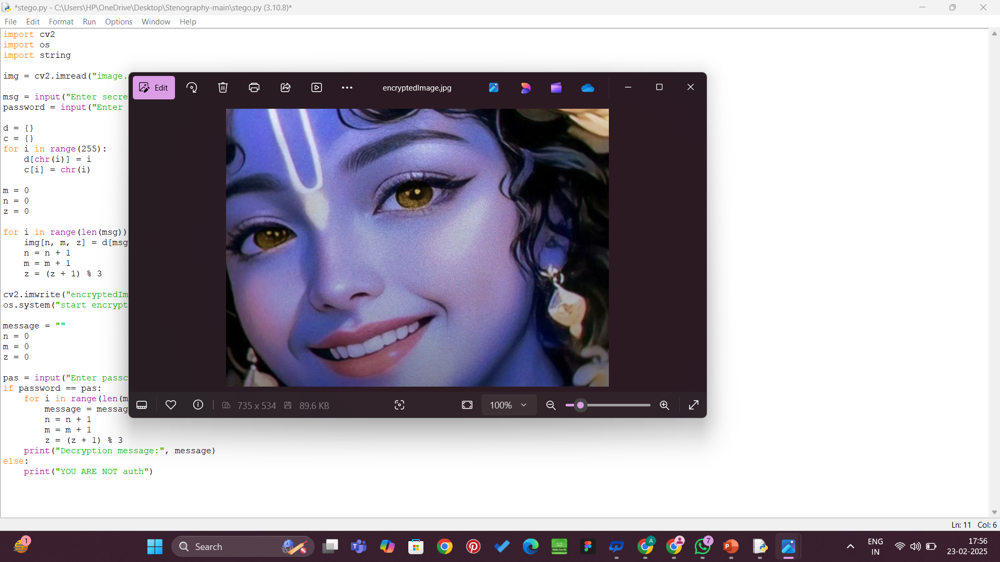 *stego.py - C:\Users\HP\OneDrive\Desktop\Stenography-main\stego.py (3.10.8)*
File Edit Format Run Options Window Help
import cv2
import os
import string
img = cv2.imread("image.
msg = input("Enter secre
password = input("Enter
d = {}
c = {}
for i in range(255):
    d[chr(i)] = i
    c[i] = chr(i)
m = 0
n = 0
z = 0
for i in range(len(msg))
    img[n, m, z] = d[msg
    n = n + 1
    m = m + 1
    z = (z + 1) % 3
cv2.imwrite("encryptedIm
os.system("start encrypt
message = ""
n = 0
m = 0
z = 0
pas = input("Enter passc
if password == pas:
    for i in range(len(m
        message = messag
        n = n + 1
        m = m + 1
        z = (z + 1) % 3
    print("Decryption message:", message)
else:
    print("YOU ARE NOT auth")
Edit
encryptedImage.jpg
735 x 534 89.6 KB
100%
Ln: 11 Col: 6
1
Search
A
7
ENG
IN
17:56
23-02-2025